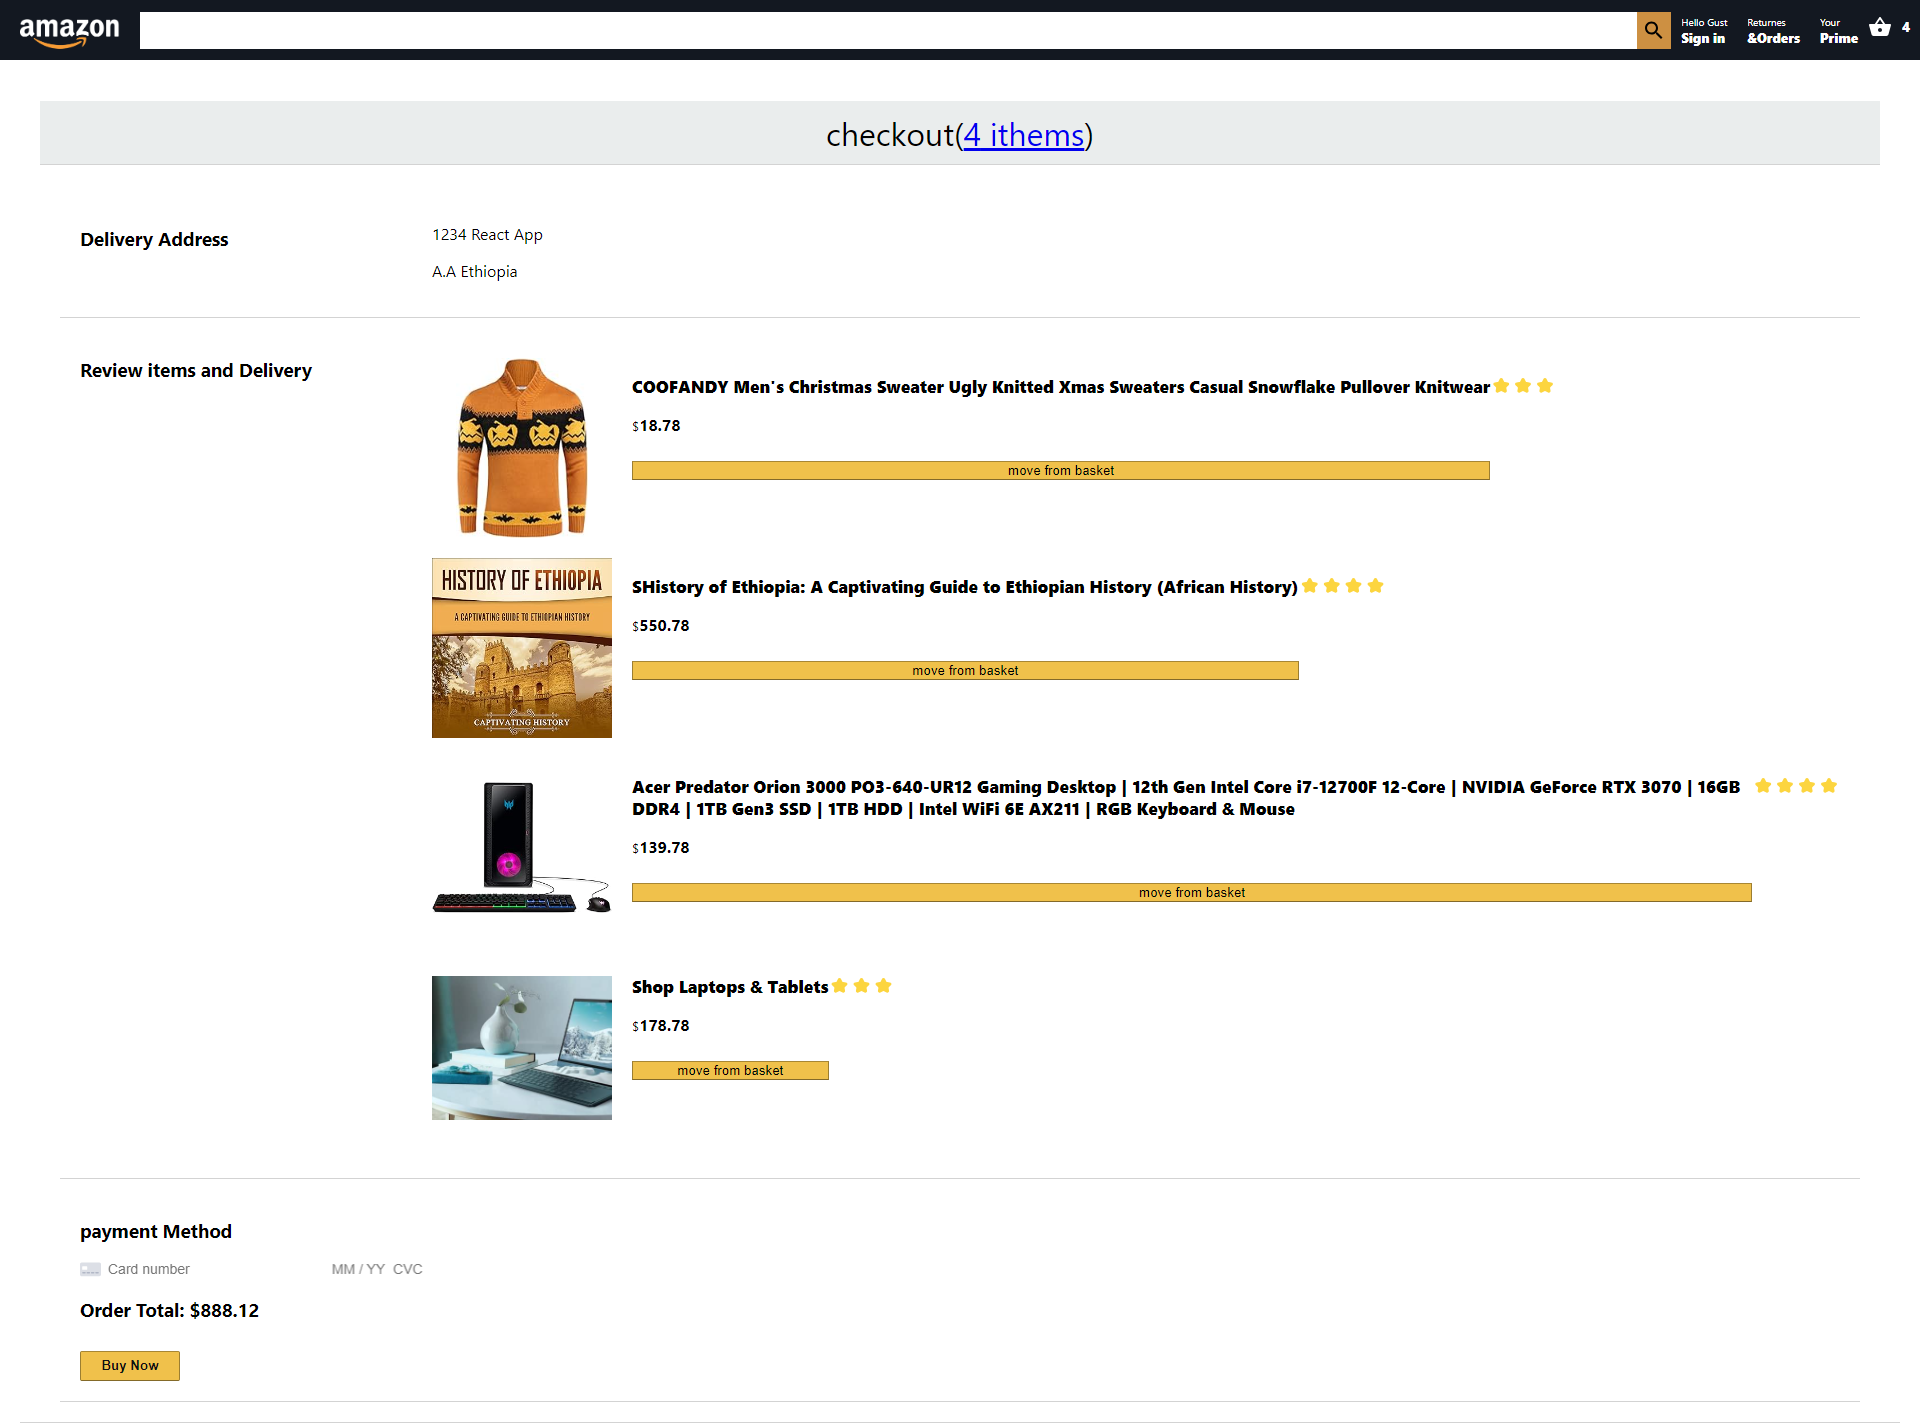 amazon
Hello Gust
Sign in
Returnes
&Orders
Your
Prime
4
checkout(4 ithems)
Delivery Address
1234 React App
A.A Ethiopia
Review items and Delivery
COOFANDY Men's Christmas Sweater Ugly Knitted Xmas Sweaters Casual Snowflake Pullover Knitwear
$18.78
move from basket
HISTORY OF ETHIOPIA
A CAPTIVATING GUIDE TO ETHIOPIAN HISTORY
CAPTIVATING HISTORY
SHistory of Ethiopia: A Captivating Guide to Ethiopian History (African History)
$550.78
move from basket
Acer Predator Orion 3000 PO3-640-UR12 Gaming Desktop | 12th Gen Intel Core i7-12700F 12-Core | NVIDIA GeForce RTX 3070 | 16GB
DDR4 | 1TB Gen3 SSD | 1TB HDD | Intel WiFi 6E AX211 | RGB Keyboard & Mouse
$139.78
move from basket
Shop Laptops & Tablets
$178.78
move from basket
payment Method
Card number MM / YY CVC
Order Total: $888.12
Buy Now